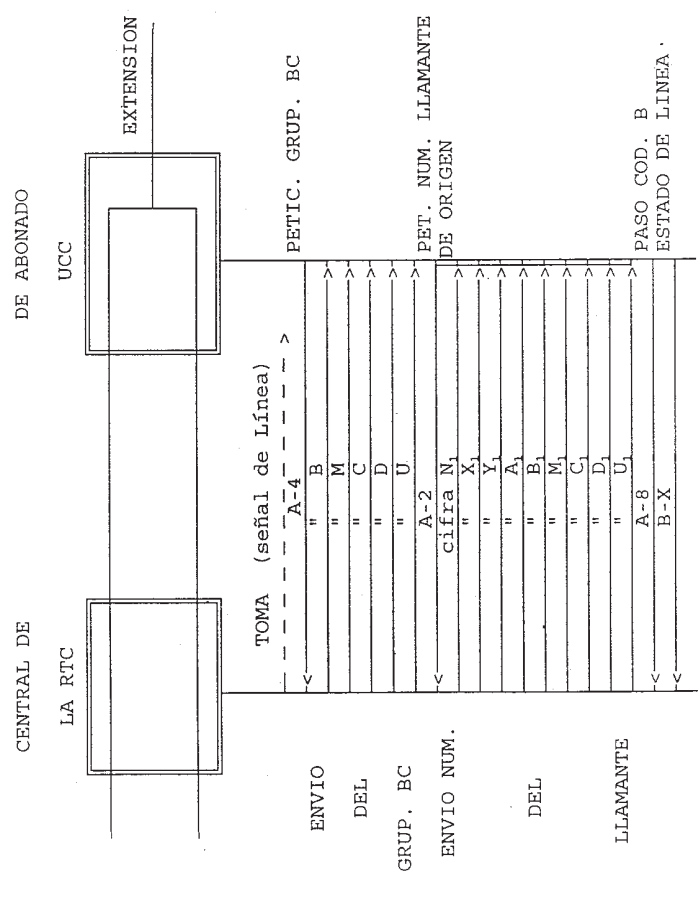 CENTRAL DE
LA RTC
DE ABONADO
UCC
EXTENSION
TOMA (señal de Línea)
A-4
PETIC. GRUP. BC
ENVIO
DEL
GRUP. BC
" B
" M
" C
" D
" U
A-2
PET. NUM. LLAMANTE
DE ORIGEN
ENVIO NUM.
DEL
LLAMANTE
cifra N1
" X1
" Y1
" A1
" B1
" M1
" C1
" D1
" U1
A-8
PASO COD. B
B-X
ESTADO DE LINEA